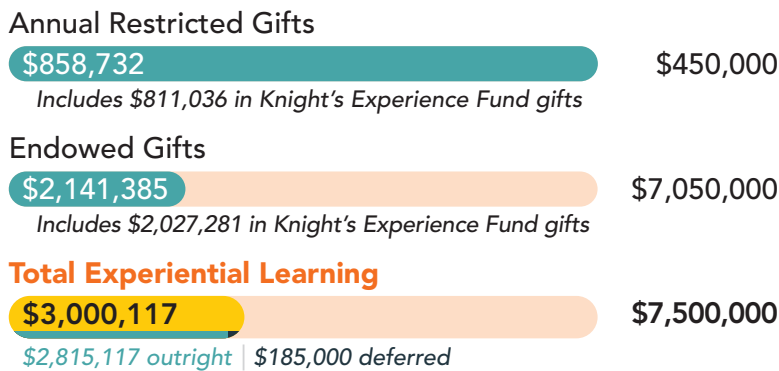 Annual Restricted Gifts
$858,732 $450,000
Includes $811,036 in Knight's Experience Fund gifts
Endowed Gifts
$2,141,385 $7,050,000
Includes $2,027,281 in Knight's Experience Fund gifts
Total Experiential Learning
$3,000,117 $7,500,000
$2,815,117 outright | $185,000 deferred